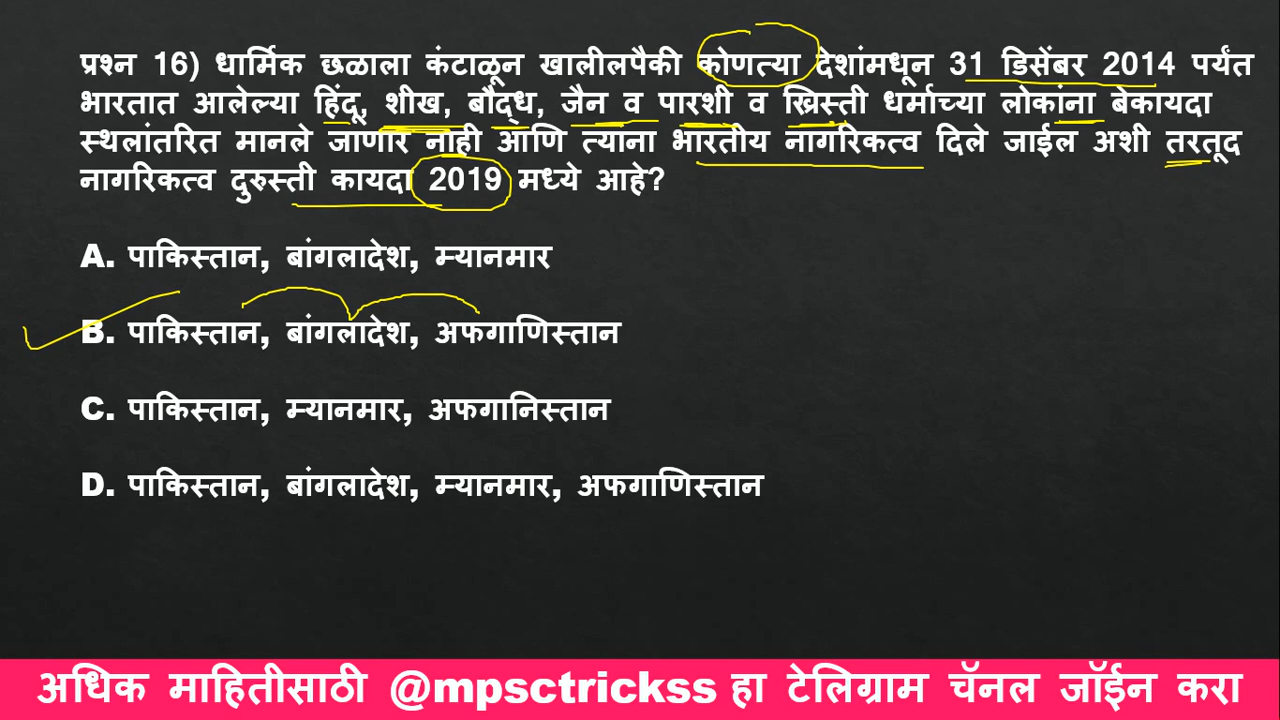 प्रश्न 16) धार्मिक छळाला कंटाळून खालीलपैकी कोणत्या देशांमधून 31 डिसेंबर 2014 पर्यंत
भारतात आलेल्या हिंदू, शीख, बौद्ध, जैन व पारशी व ख्रिस्ती धर्माच्या लोकांना बेकायदा
स्थलांतरित मानले जाणार नाही आणि त्याना भारतीय नागरिकत्व दिले जाईल अशी तरतूद
नागरिकत्व दुरुस्ती कायदा 2019 मध्ये आहे?
A. पाकिस्तान, बांगलादेश, म्यानमार
B. पाकिस्तान, बांगलादेश, अफगाणिस्तान
C. पाकिस्तान, म्यानमार, अफगानिस्तान
D. पाकिस्तान, बांगलादेश, म्यानमार, अफगाणिस्तान
अधिक माहितीसाठी @mpsctrickss हा टेलिग्राम चॅनल जॉईन करा